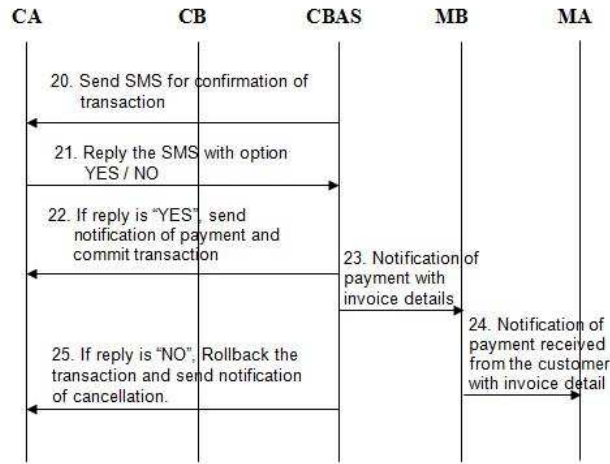 CA CB CBAS MB MA
20. Send SMS for confirmation of
transaction
21. Reply the SMS with option
YES / NO
22. If reply is “YES”, send
notification of payment and
commit transaction
23. Notification of
payment with
invoice details
24. Notification of
payment received
from the customer
with invoice detail
25. If reply is “NO”, Rollback the
transaction and send notification
of cancellation.